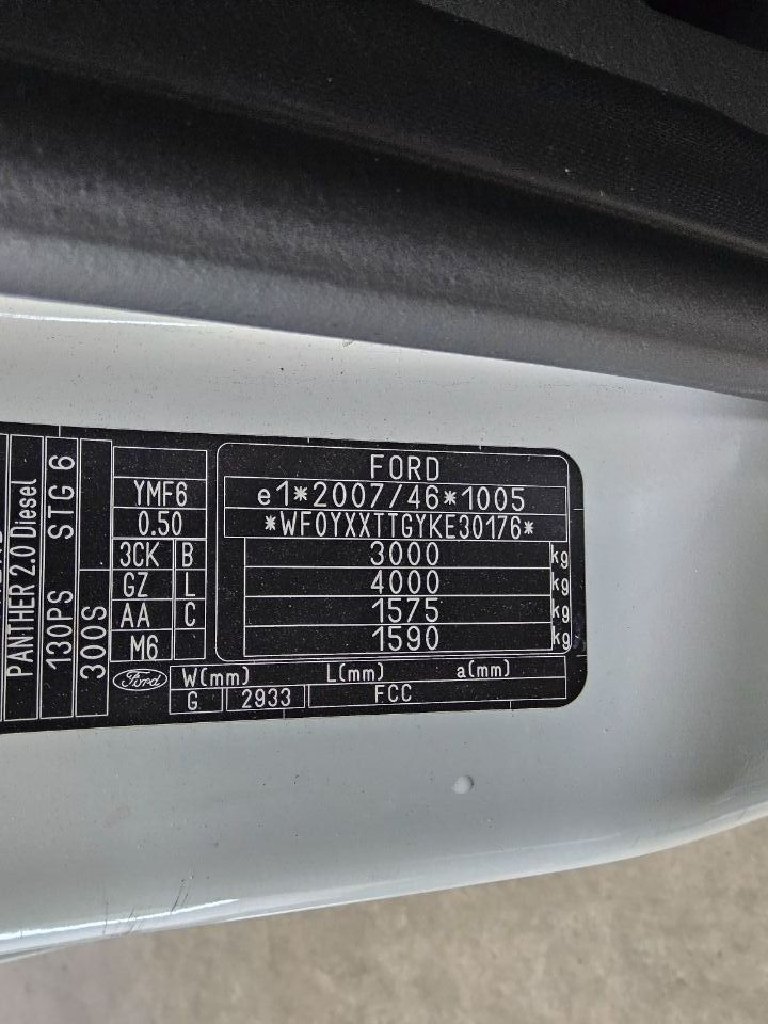 FORD
e1*2007/46*1005
*WF0YXXTTGYKE30176*
3000 kg
4000 kg
1575 kg
1590 kg
YMF6
0.50
3CK B
GZ L
AA C
M6
Ford
W(mm) L(mm) a(mm)
G 2933 FCC
PANTHER 2.0 Diesel
130PS STG 6
300S